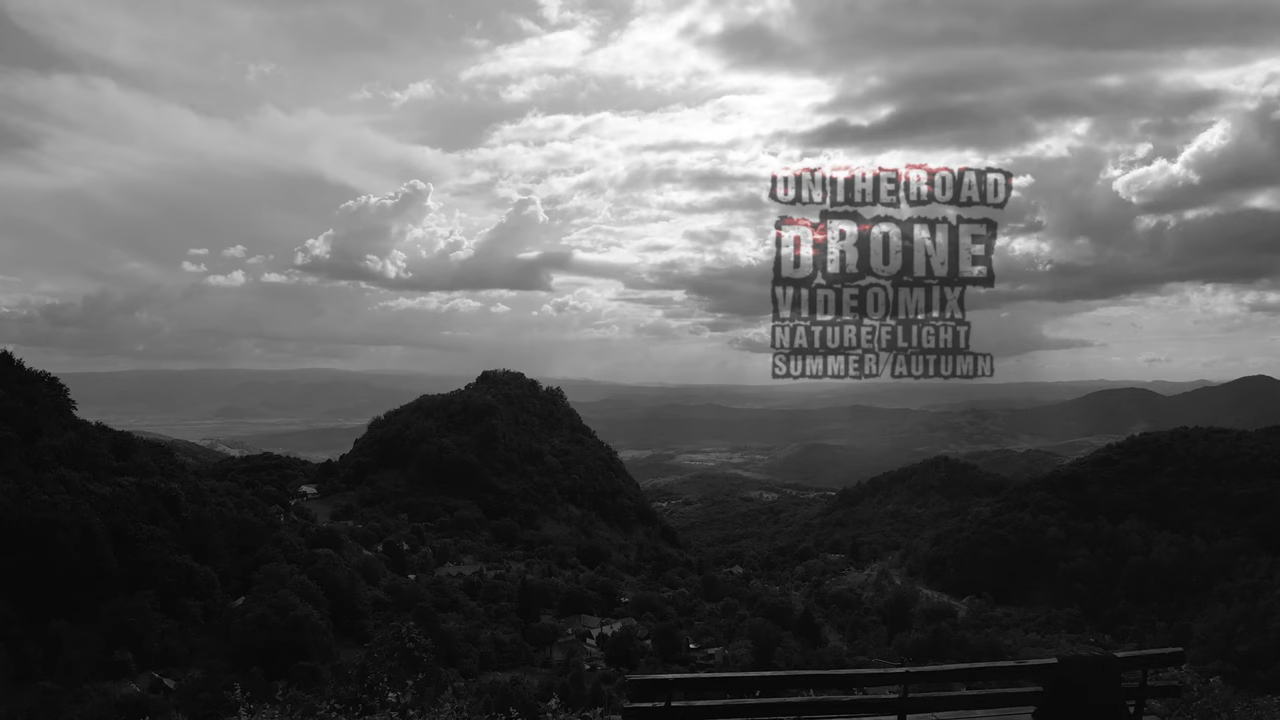 ON THE ROAD
DRONE
VIDEO MIX
NATURE FLIGHT
SUMMER/AUTUMN